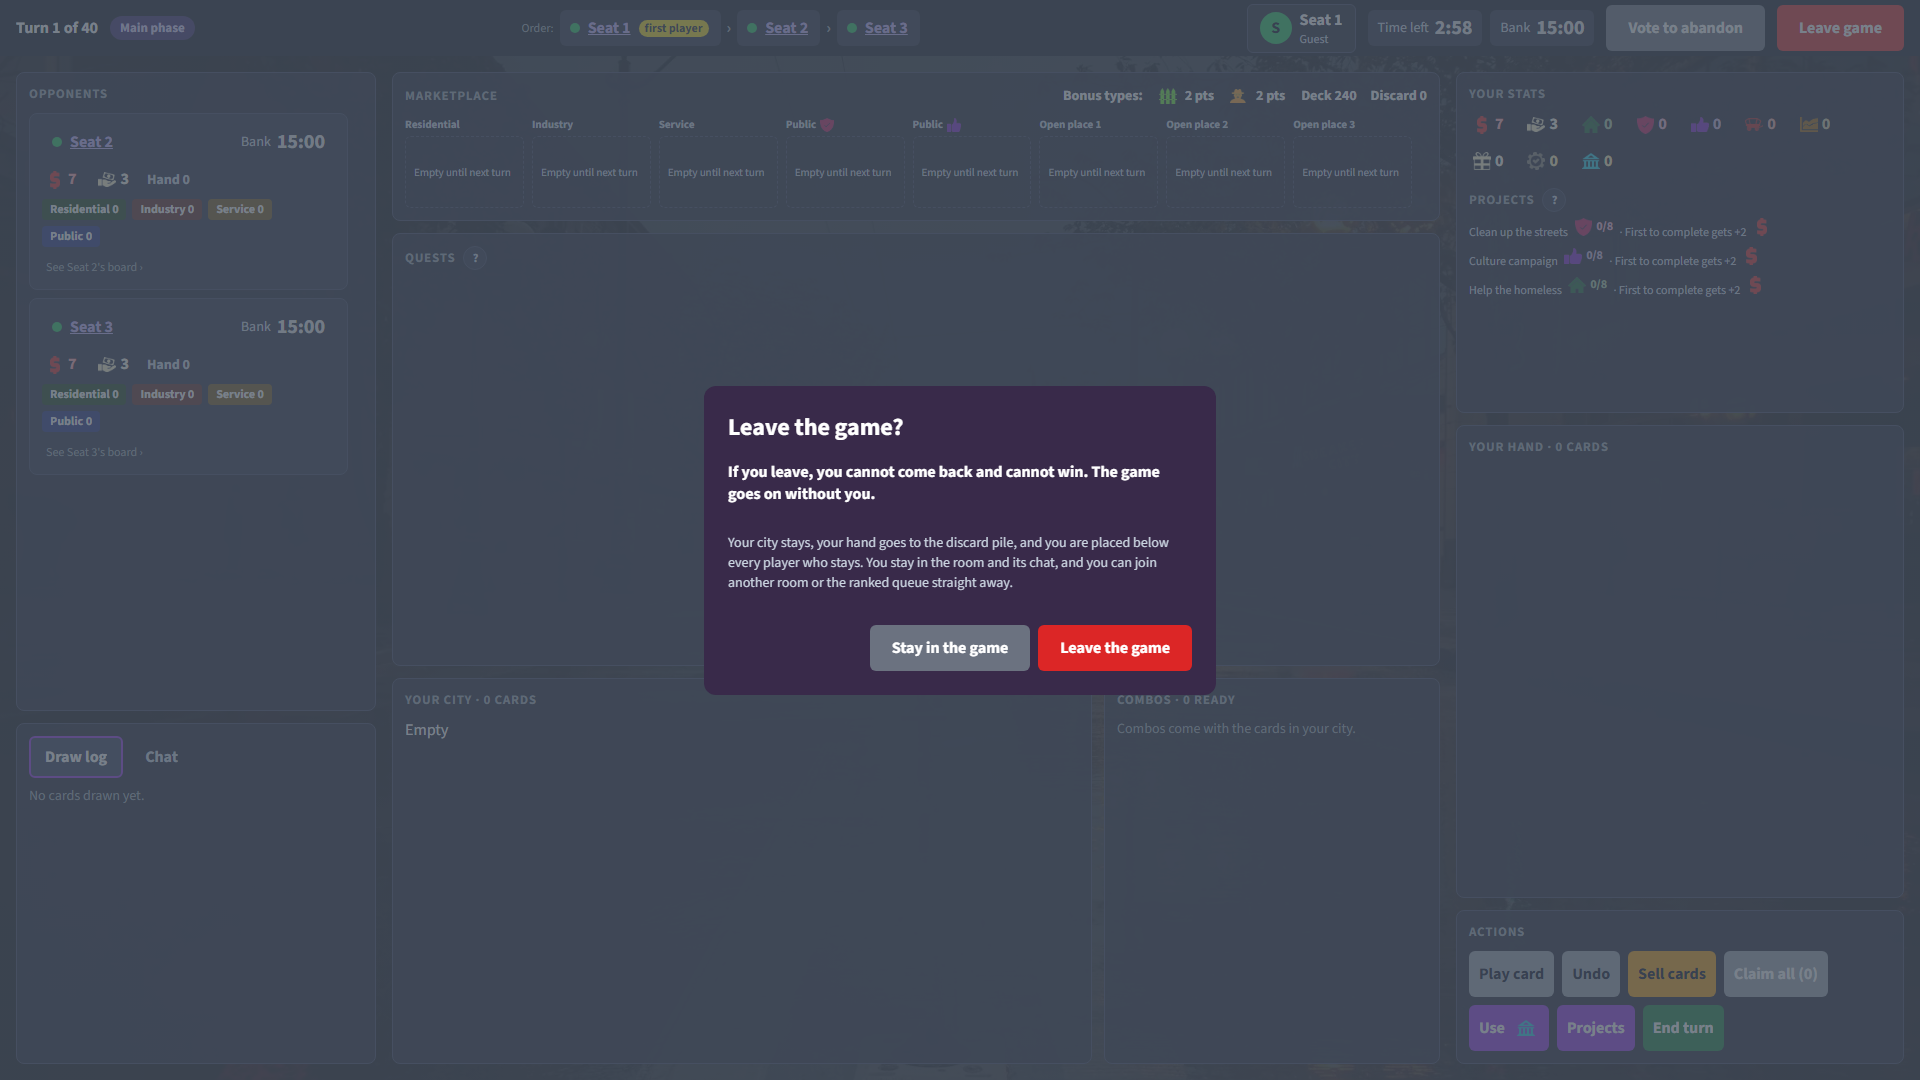 Turn 1 of 40 Main phase
Order: Seat 1 first player › Seat 2 › Seat 3
S Seat 1
Guest
Time left 2:58
Bank 15:00
Vote to abandon
Leave game
OPPONENTS
Seat 2 Bank 15:00
$ 7 3 Hand 0
Residential 0 Industry 0 Service 0
Public 0
See Seat 2's board ›
Seat 3 Bank 15:00
$ 7 3 Hand 0
Residential 0 Industry 0 Service 0
Public 0
See Seat 3's board ›
Draw log Chat
No cards drawn yet.
MARKETPLACE
Bonus types: 2 pts 2 pts Deck 240 Discard 0
Residential Industry Service Public Public Open place 1 Open place 2 Open place 3
Empty until next turn Empty until next turn Empty until next turn Empty until next turn Empty until next turn Empty until next turn Empty until next turn Empty until next turn
QUESTS ?
Leave the game?
If you leave, you cannot come back and cannot win. The game
goes on without you.
Your city stays, your hand goes to the discard pile, and you are placed below
every player who stays. You stay in the room and its chat, and you can join
another room or the ranked queue straight away.
Stay in the game Leave the game
YOUR CITY · 0 CARDS
Empty
COMBOS · 0 READY
Combos come with the cards in your city.
YOUR STATS
$ 7 3 0 0 0 0 0
0 0 0
PROJECTS ?
Clean up the streets 0/8 · First to complete gets +2 $
Culture campaign 0/8 · First to complete gets +2 $
Help the homeless 0/8 · First to complete gets +2 $
YOUR HAND · 0 CARDS
ACTIONS
Play card Undo Sell cards Claim all (0)
Use Projects End turn